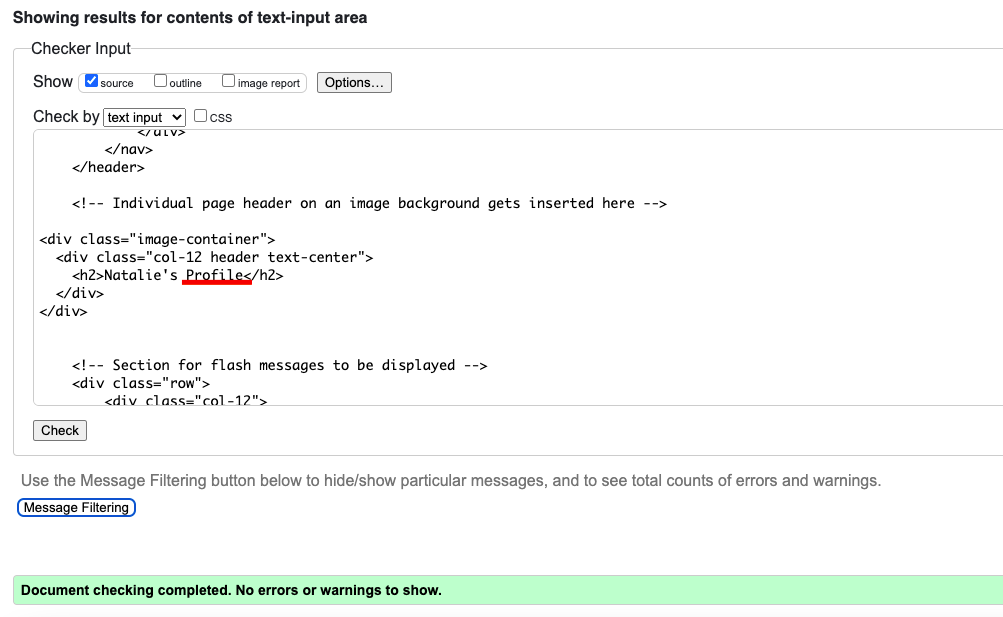 Showing results for contents of text-input area
Checker Input
Show source outline image report Options...
Check by text input css
</div>
</nav>
</header>
<!-- Individual page header on an image background gets inserted here -->
<div class="image-container">
<div class="col-12 header text-center">
<h2>Natalie's Profile</h2>
</div>
</div>
<!-- Section for flash messages to be displayed -->
<div class="row">
<div class="col-12">
Check
Use the Message Filtering button below to hide/show particular messages, and to see total counts of errors and warnings.
Message Filtering
Document checking completed. No errors or warnings to show.